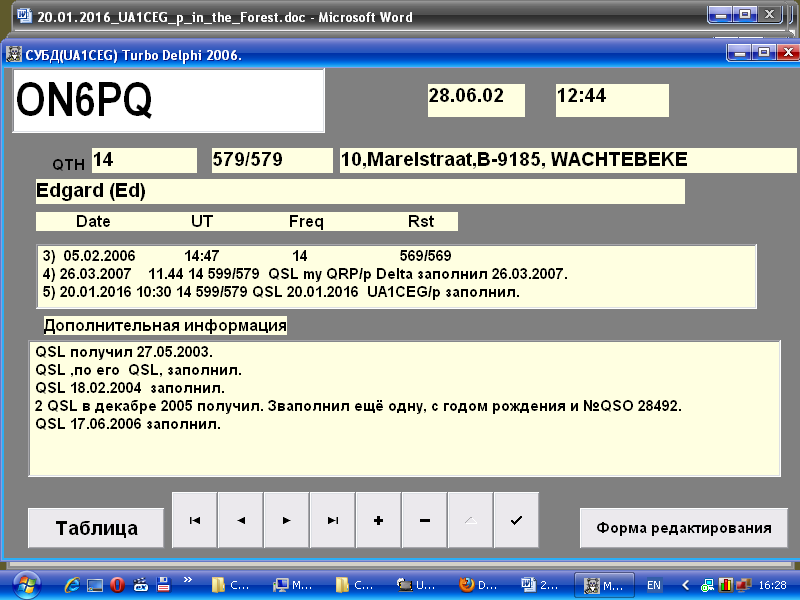 20.01.2016_UA1CEG_p_in_the_Forest.doc - Microsoft Word
СУБД(UA1CEG) Turbo Delphi 2006.
ON6PQ
28.06.02 12:44
QTH 14 579/579 10,Marelstraat,B-9185, WACHTEBEKE
Edgard (Ed)
Date UT Freq Rst
3) 05.02.2006 14:47 14 569/569
4) 26.03.2007 11.44 14 599/579 QSL my QRP/p Delta заполнил 26.03.2007.
5) 20.01.2016 10:30 14 599/579 QSL 20.01.2016 UA1CEG/p заполнил.
Дополнительная информация
QSL получил 27.05.2003.
QSL ,по его QSL, заполнил.
QSL 18.02.2004 заполнил.
2 QSL в декабре 2005 получил. Зваполнил ещё одну, с годом рождения и №QSO 28492.
QSL 17.06.2006 заполнил.
Таблица Форма редактирования
» C... M... C... U... D... 2... M... EN 16:28